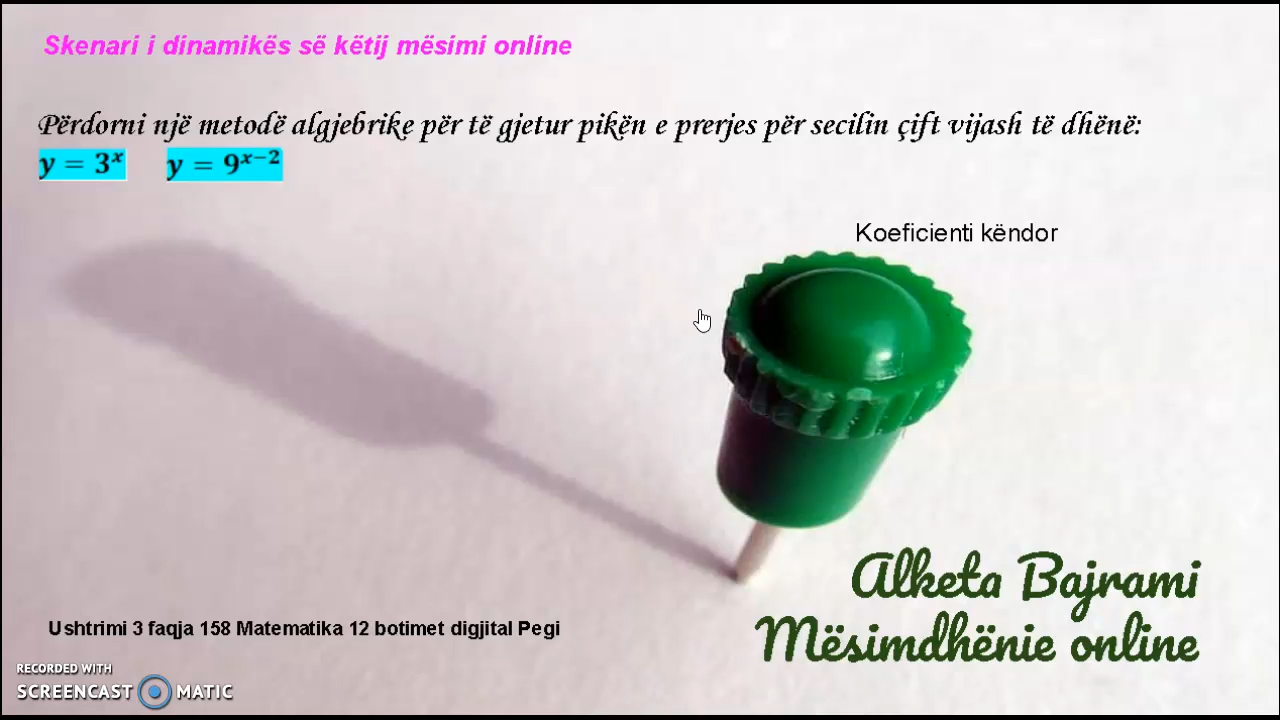 Skenari i dinamikës së këtij mësimi online
Përdorni një metodë algjebrike për të gjetur pikën e prerjes për secilin çift vijash të dhënë:
y = 3ˣ y = 9ˣ⁻²
Koeficienti këndor
Alketa Bajrami
Mësimdhënie online
Ushtrimi 3 faqja 158 Matematika 12 botimet digjital Pegi
RECORDED WITH
SCREENCAST MATIC